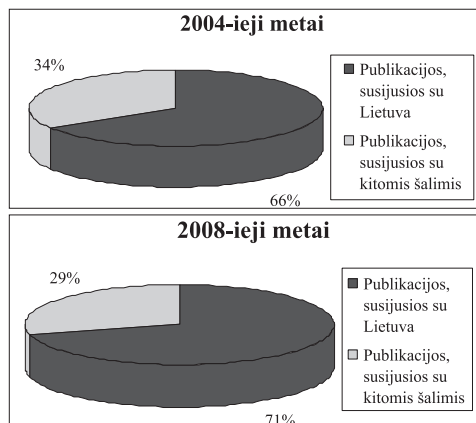 2004-ieji metai
34%
66%
Publikacijos,
susijusios su
Lietuva
Publikacijos,
susijusios su
kitomis šalimis
2008-ieji metai
29%
71%
Publikacijos,
susijusios su
Lietuva
Publikacijos,
susijusios su
kitomis šalimis